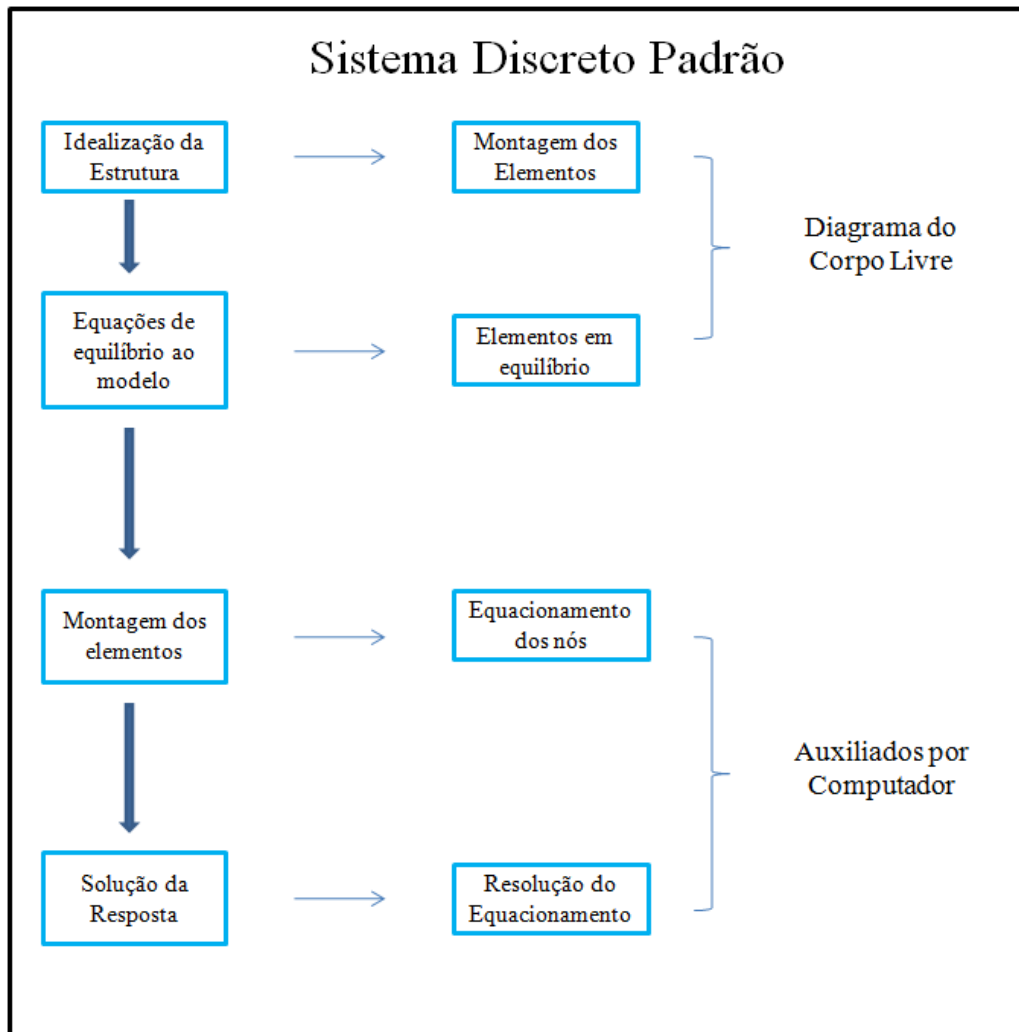 Sistema Discreto Padrão
Idealização da
Estrutura
Montagem dos
Elementos
Diagrama do
Corpo Livre
Equações de
equilíbrio ao
modelo
Elementos em
equilíbrio
Montagem dos
elementos
Equacionamento
dos nós
Auxiliados por
Computador
Solução da
Resposta
Resolução do
Equacionamento